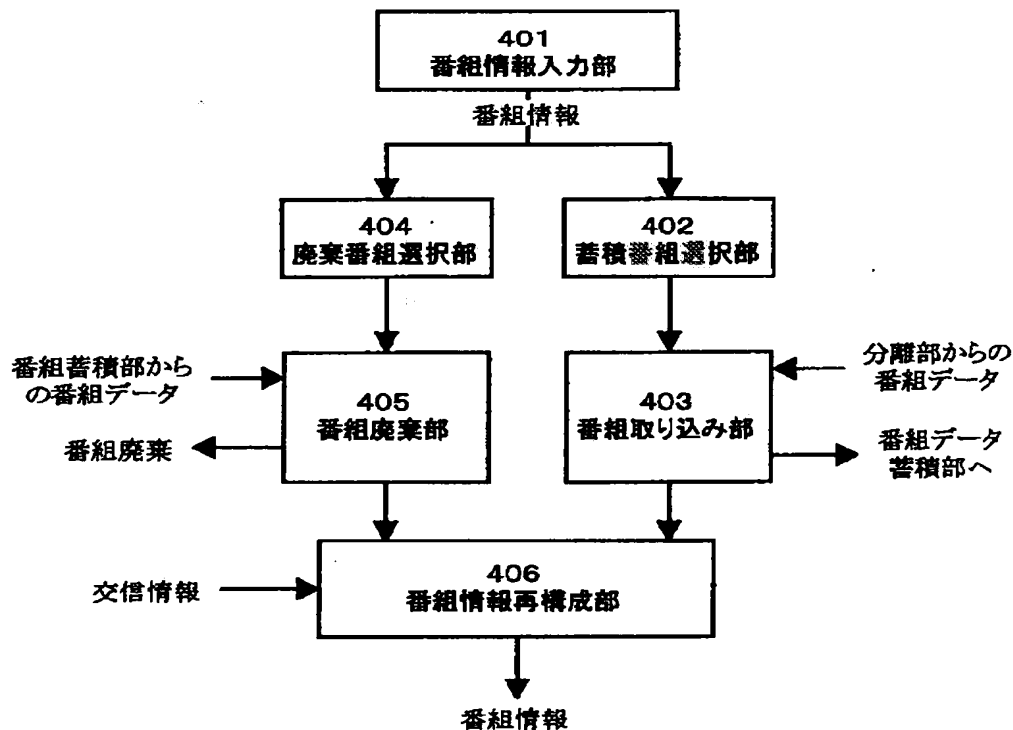 401
番組情報入力部
番組情報
404
廃棄番組選択部
402
蓄積番組選択部
番組蓄積部から
の番組データ
405
番組廃棄部
番組廃棄
403
番組取り込み部
分離部からの
番組データ
番組データ
蓄積部へ
交信情報
406
番組情報再構成部
番組情報